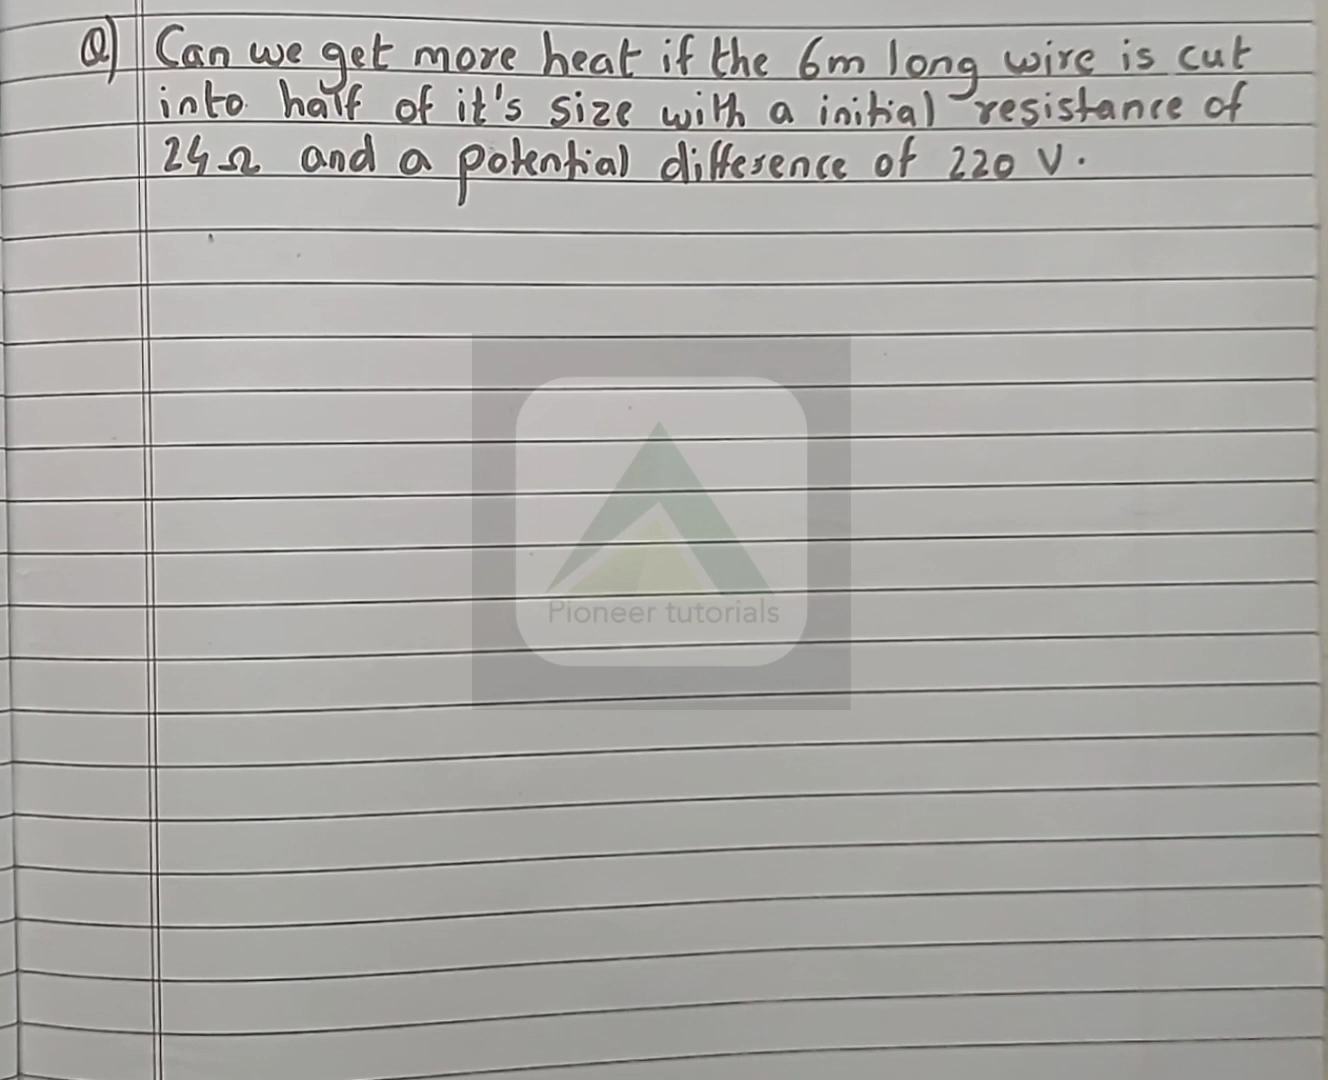 Q) Can we get more heat if the 6m long wire is cut
into half of it's size with a initial resistance of
24 Ω and a potential difference of 220 V.
Pioneer tutorials